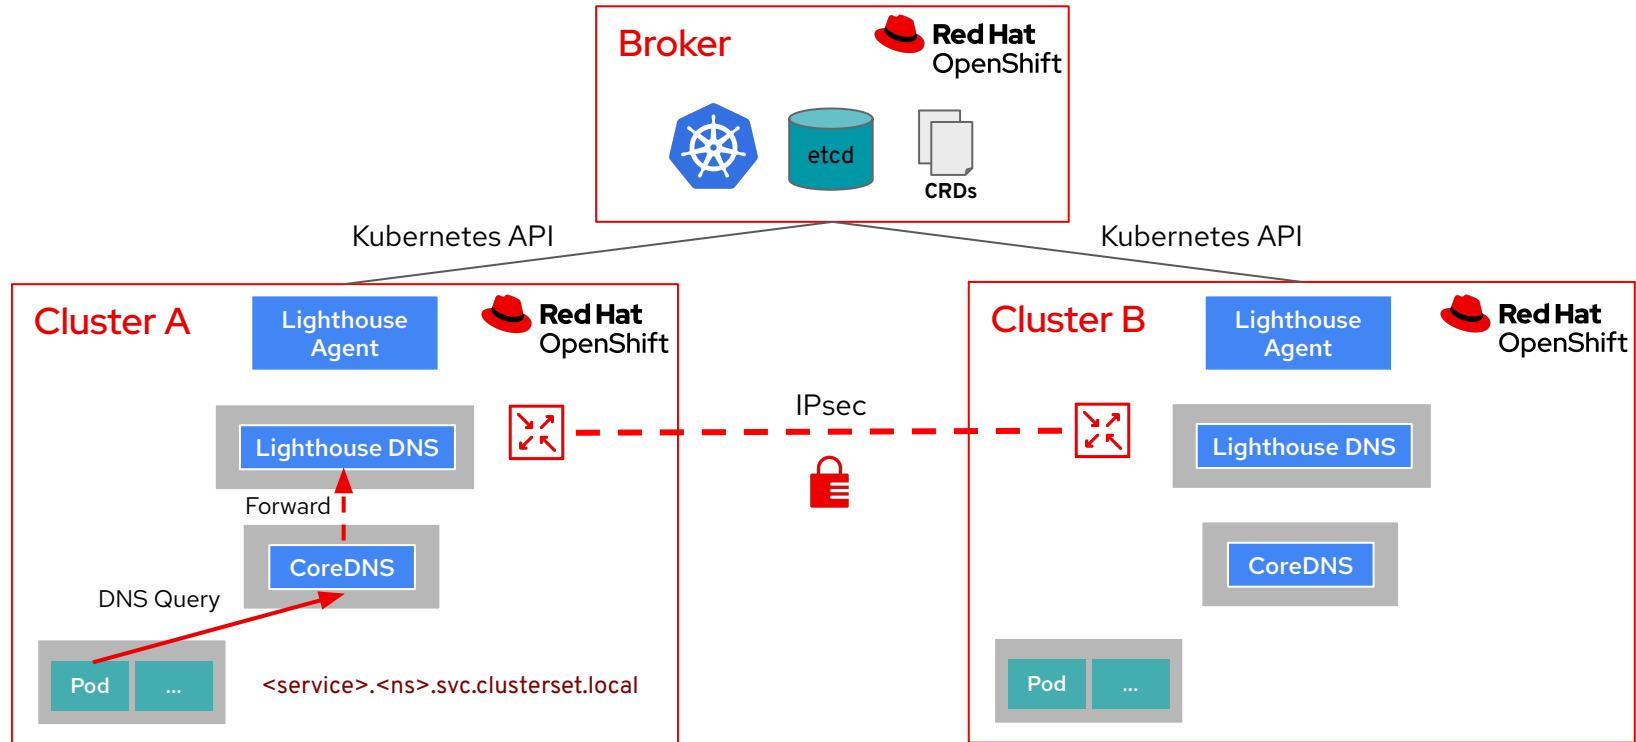 Broker
Red Hat
OpenShift
etcd
CRDs
Kubernetes API
Kubernetes API
Cluster A
Lighthouse
Agent
Red Hat
OpenShift
Lighthouse DNS
Forward
CoreDNS
DNS Query
Pod
...
<service>.<ns>.svc.clusterset.local
IPsec
Cluster B
Lighthouse
Agent
Red Hat
OpenShift
Lighthouse DNS
CoreDNS
Pod
...